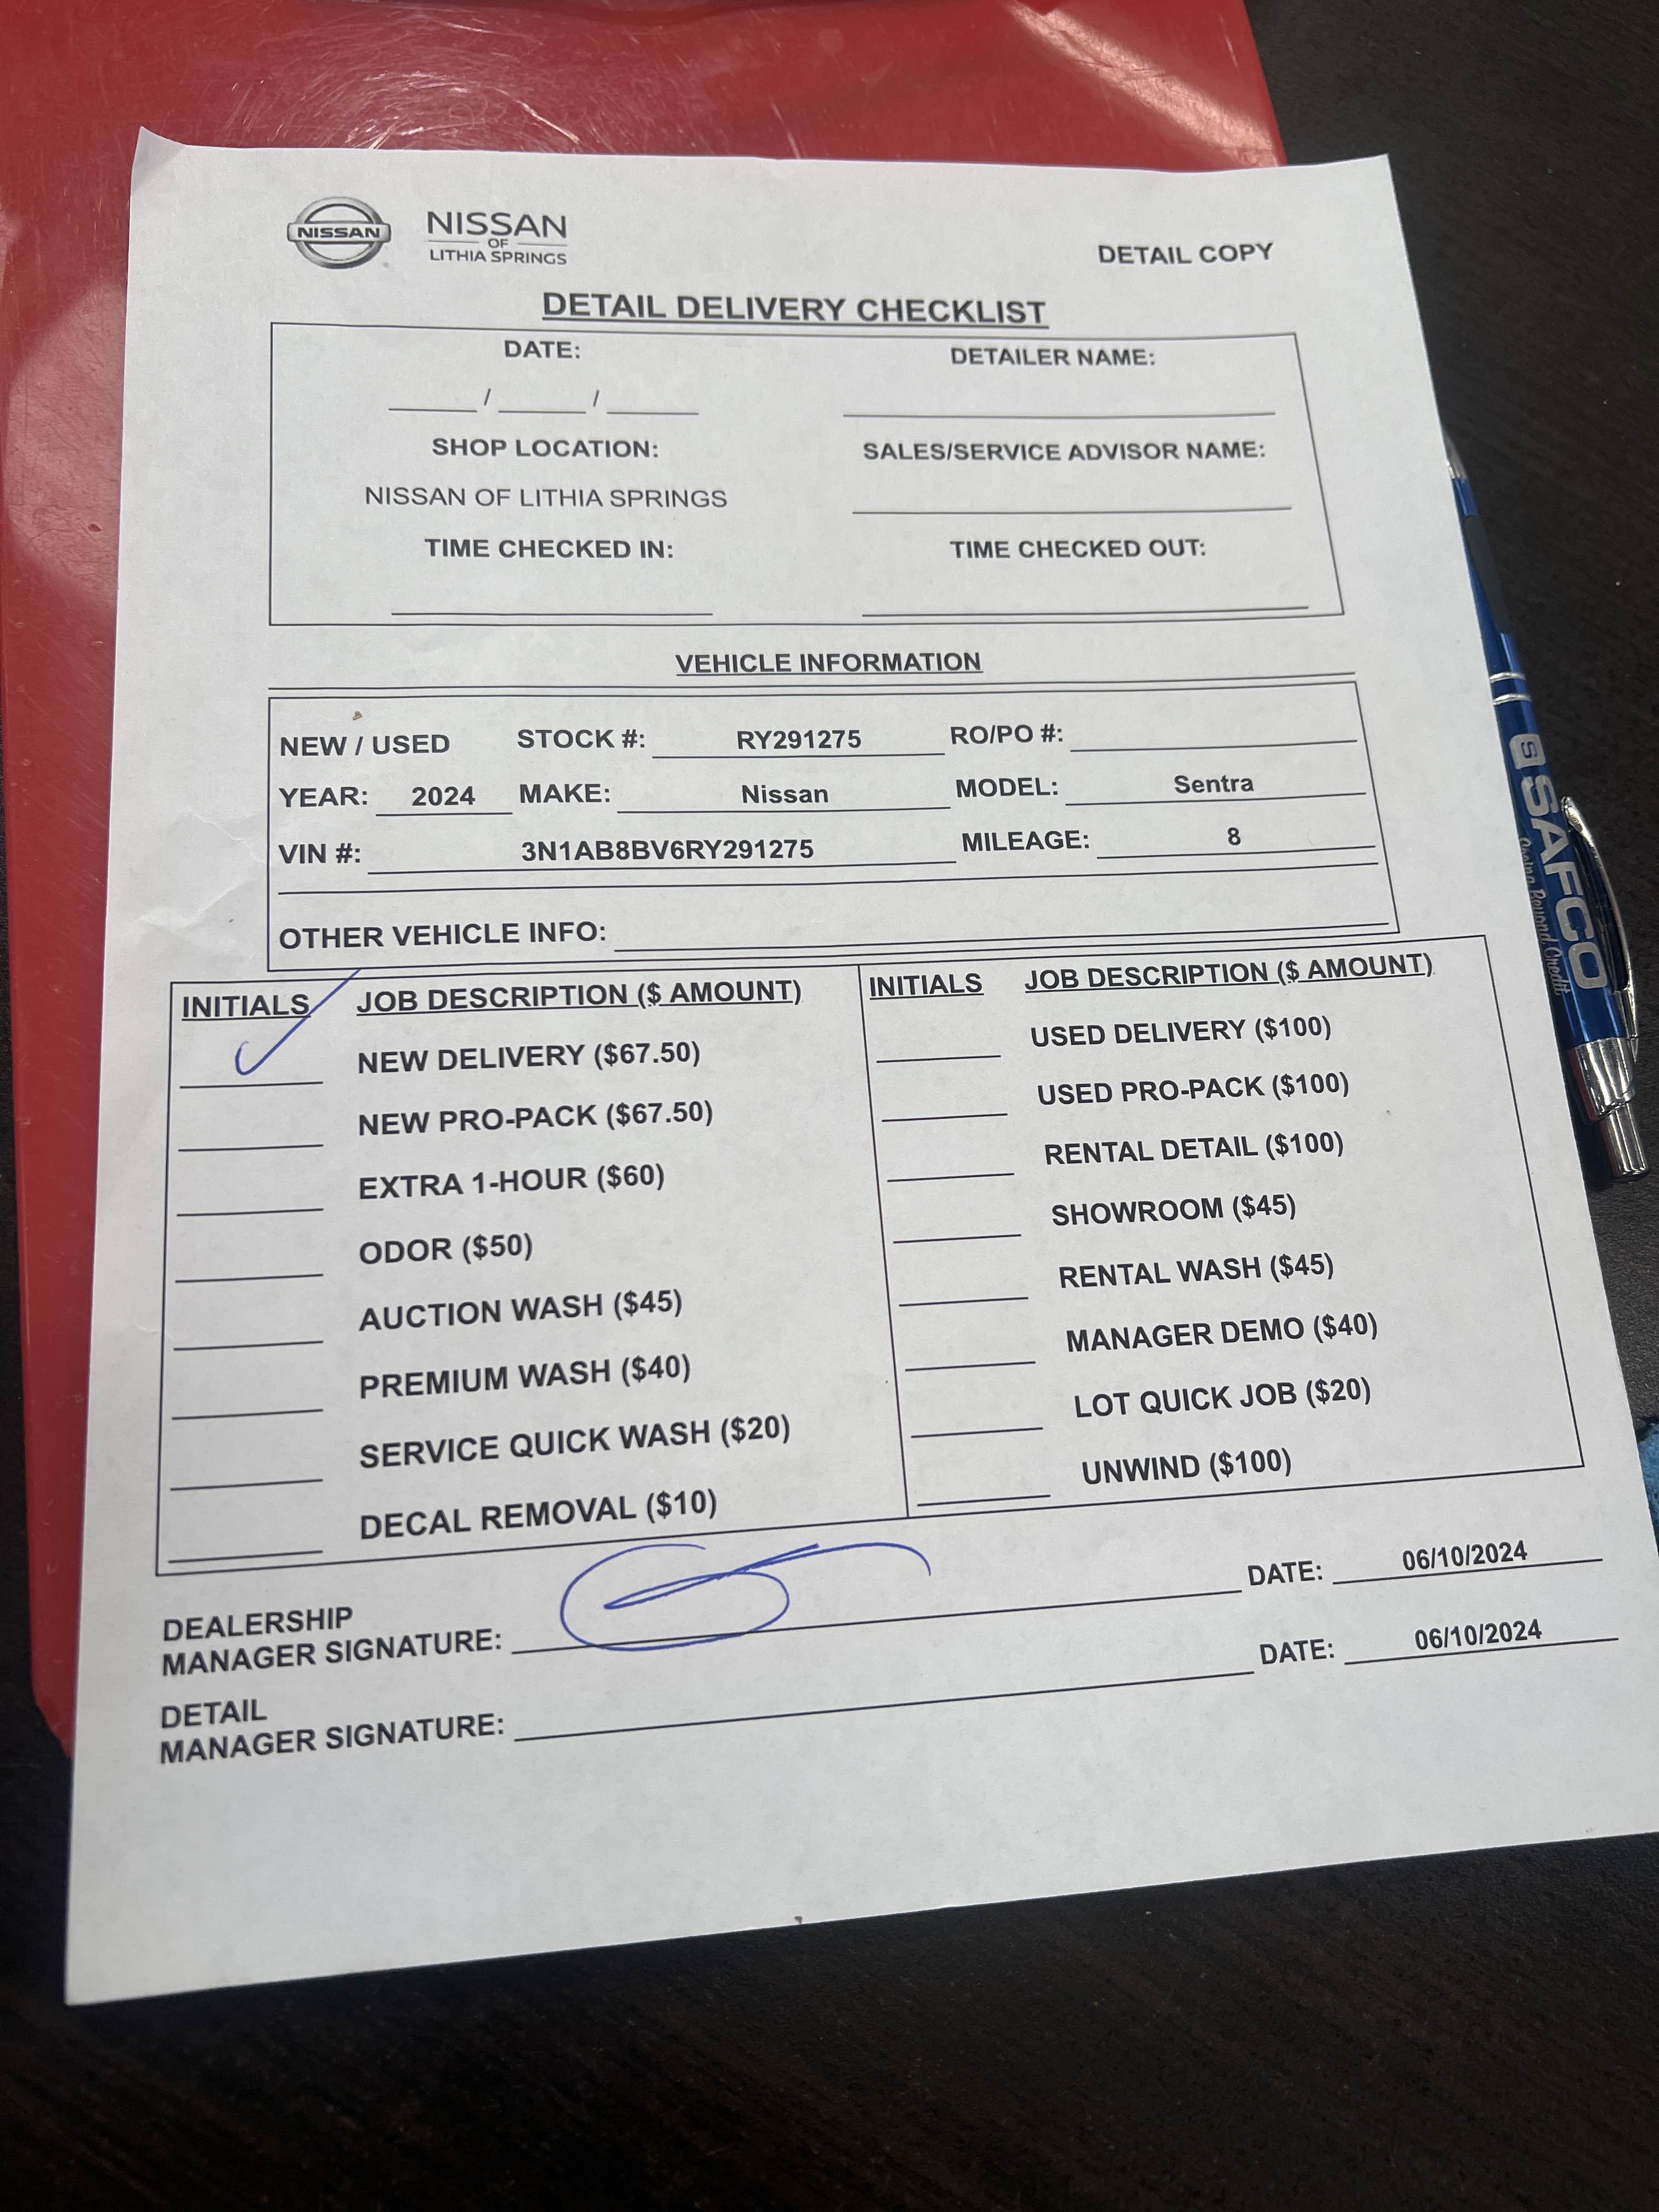 NISSAN
NISSAN
OF
LITHIA SPRINGS
DETAIL COPY
DETAIL DELIVERY CHECKLIST
DATE: DETAILER NAME:
/ /
SHOP LOCATION: SALES/SERVICE ADVISOR NAME:
NISSAN OF LITHIA SPRINGS
TIME CHECKED IN: TIME CHECKED OUT:
VEHICLE INFORMATION
NEW / USED STOCK #: RY291275 RO/PO #:
YEAR: 2024 MAKE: Nissan MODEL: Sentra
VIN #: 3N1AB8BV6RY291275 MILEAGE: 8
OTHER VEHICLE INFO:
INITIALS JOB DESCRIPTION ($ AMOUNT)
NEW DELIVERY ($67.50)
NEW PRO-PACK ($67.50)
EXTRA 1-HOUR ($60)
ODOR ($50)
AUCTION WASH ($45)
PREMIUM WASH ($40)
SERVICE QUICK WASH ($20)
DECAL REMOVAL ($10)
INITIALS JOB DESCRIPTION ($ AMOUNT)
USED DELIVERY ($100)
USED PRO-PACK ($100)
RENTAL DETAIL ($100)
SHOWROOM ($45)
RENTAL WASH ($45)
MANAGER DEMO ($40)
LOT QUICK JOB ($20)
UNWIND ($100)
DEALERSHIP
MANAGER SIGNATURE: DATE: 06/10/2024
DETAIL
MANAGER SIGNATURE: DATE: 06/10/2024
S SAFCO
Going Beyond Credit